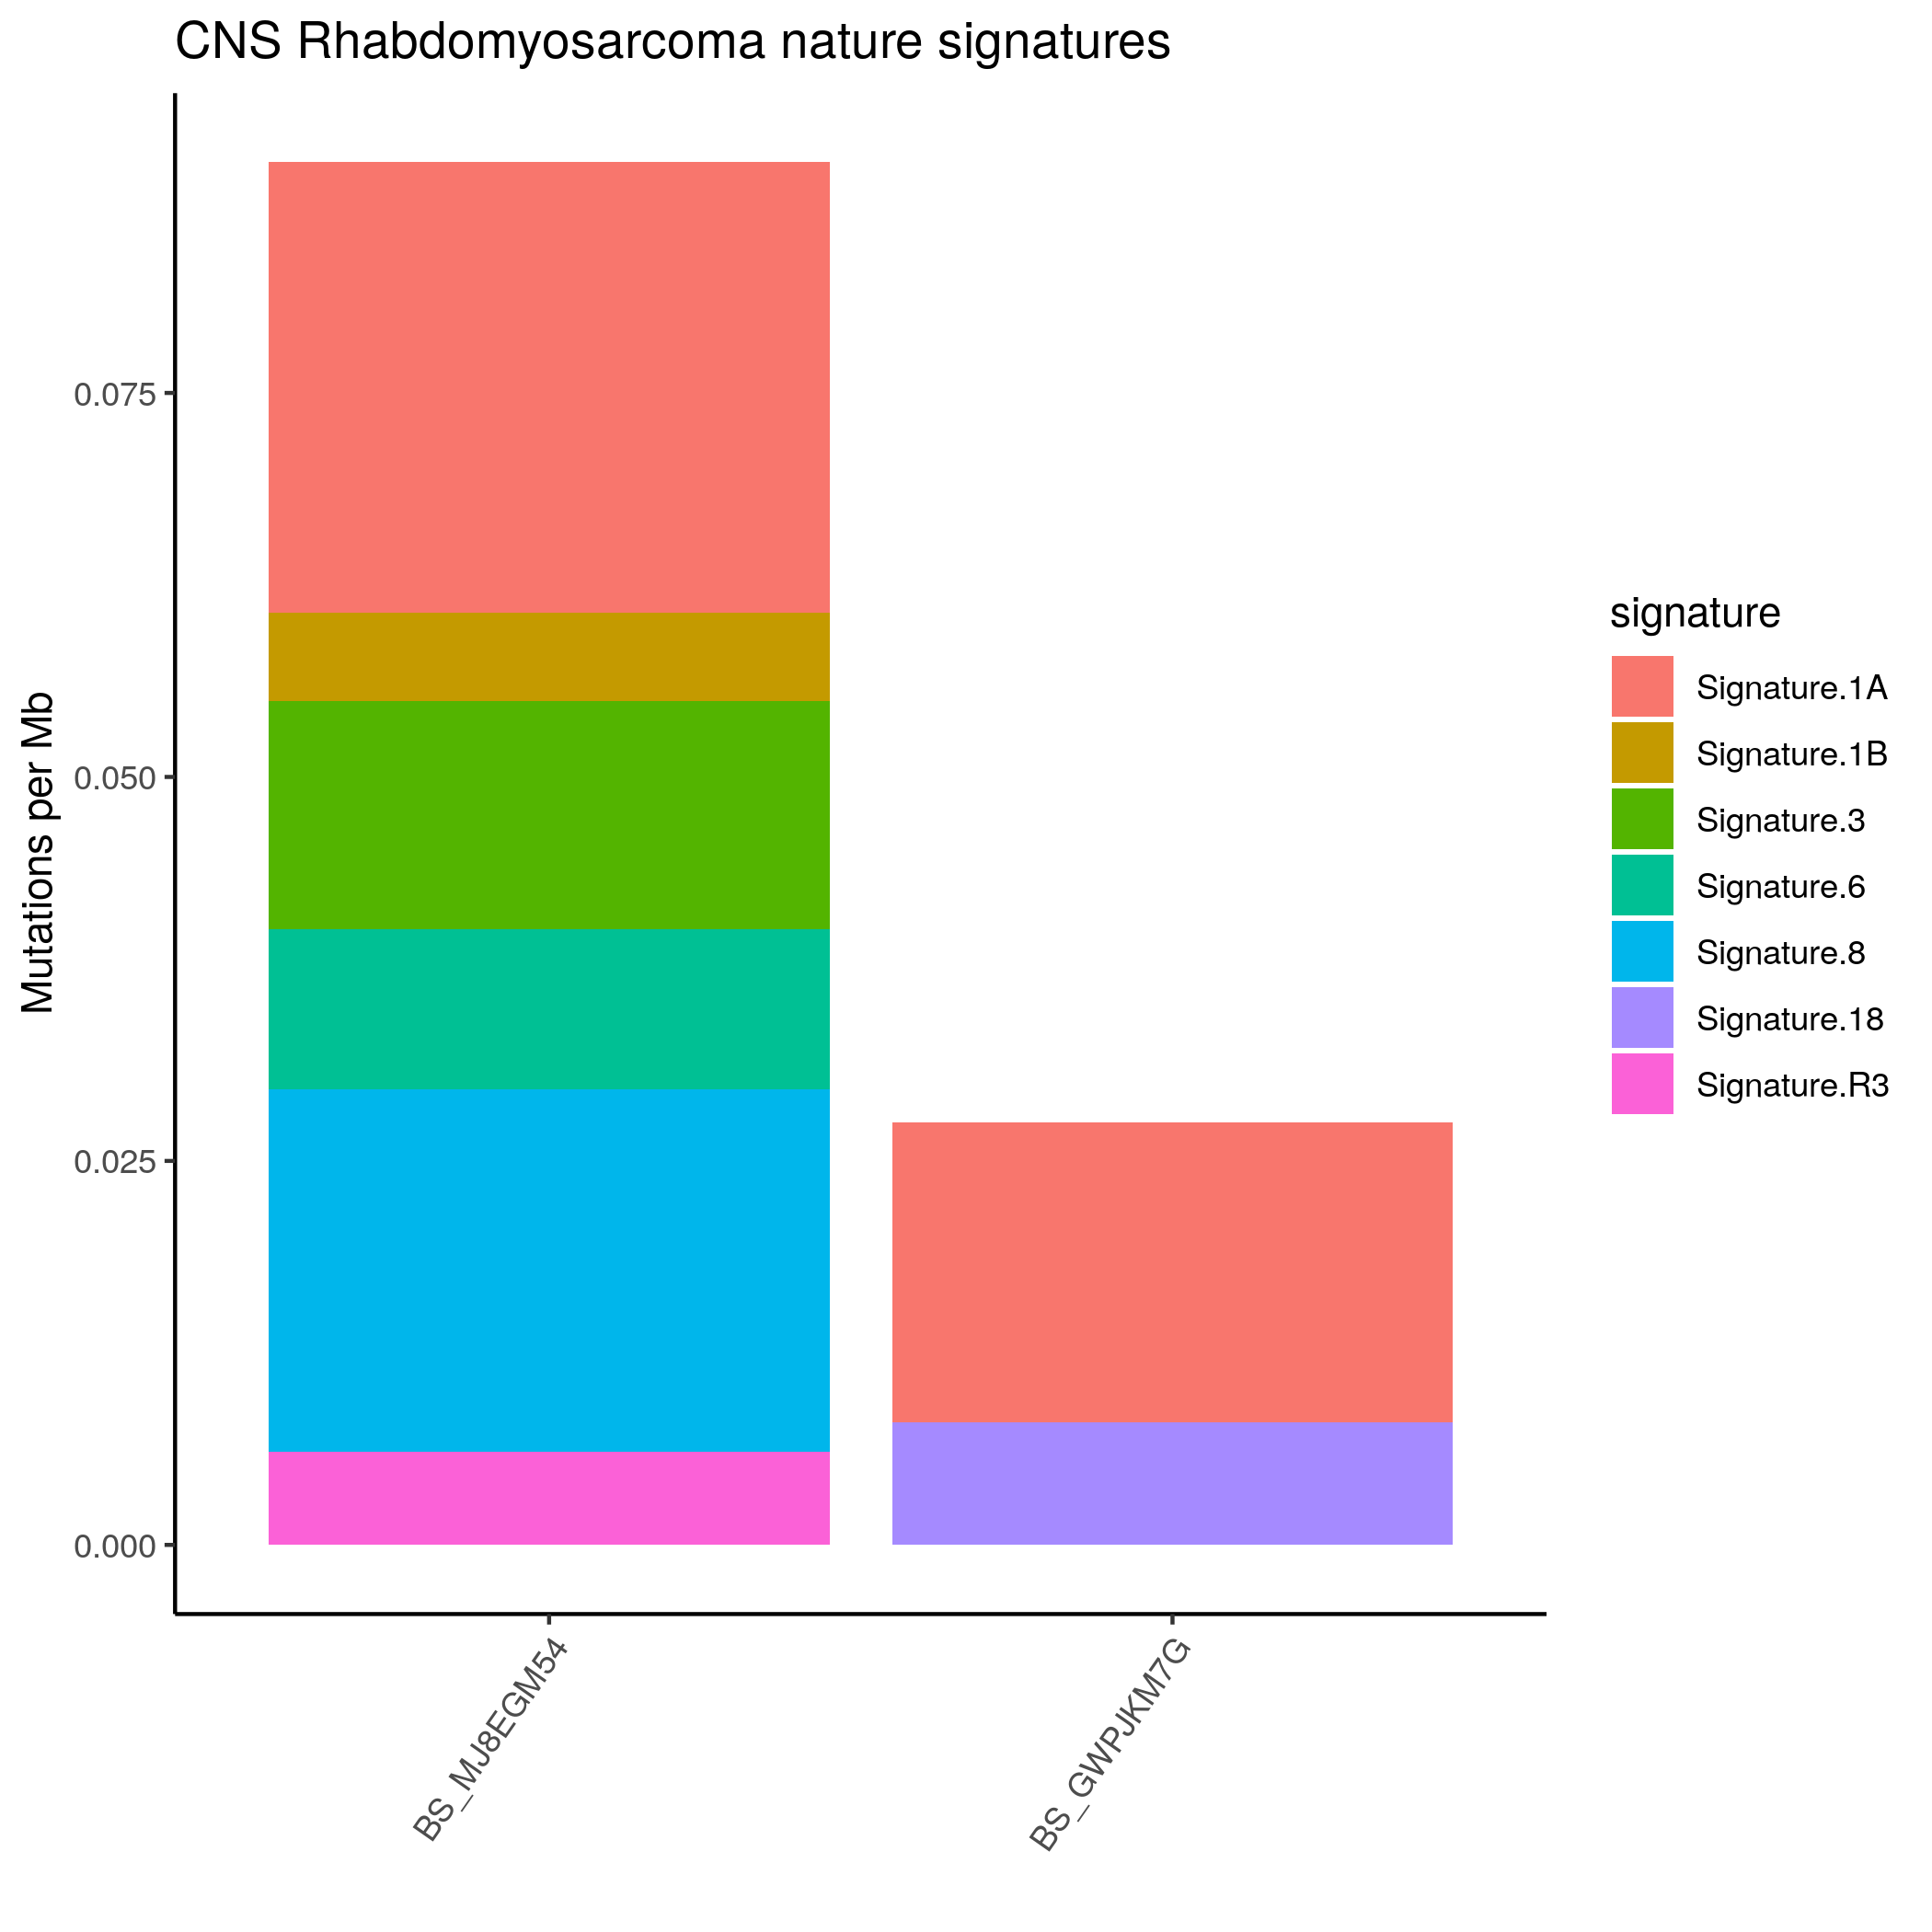 CNS Rhabdomyosarcoma nature signatures
Mutations per Mb
0.075
0.050
0.025
0.000
BS_MJ8EGM54
BS_GWPJKM7G
signature
Signature.1A
Signature.1B
Signature.3
Signature.6
Signature.8
Signature.18
Signature.R3